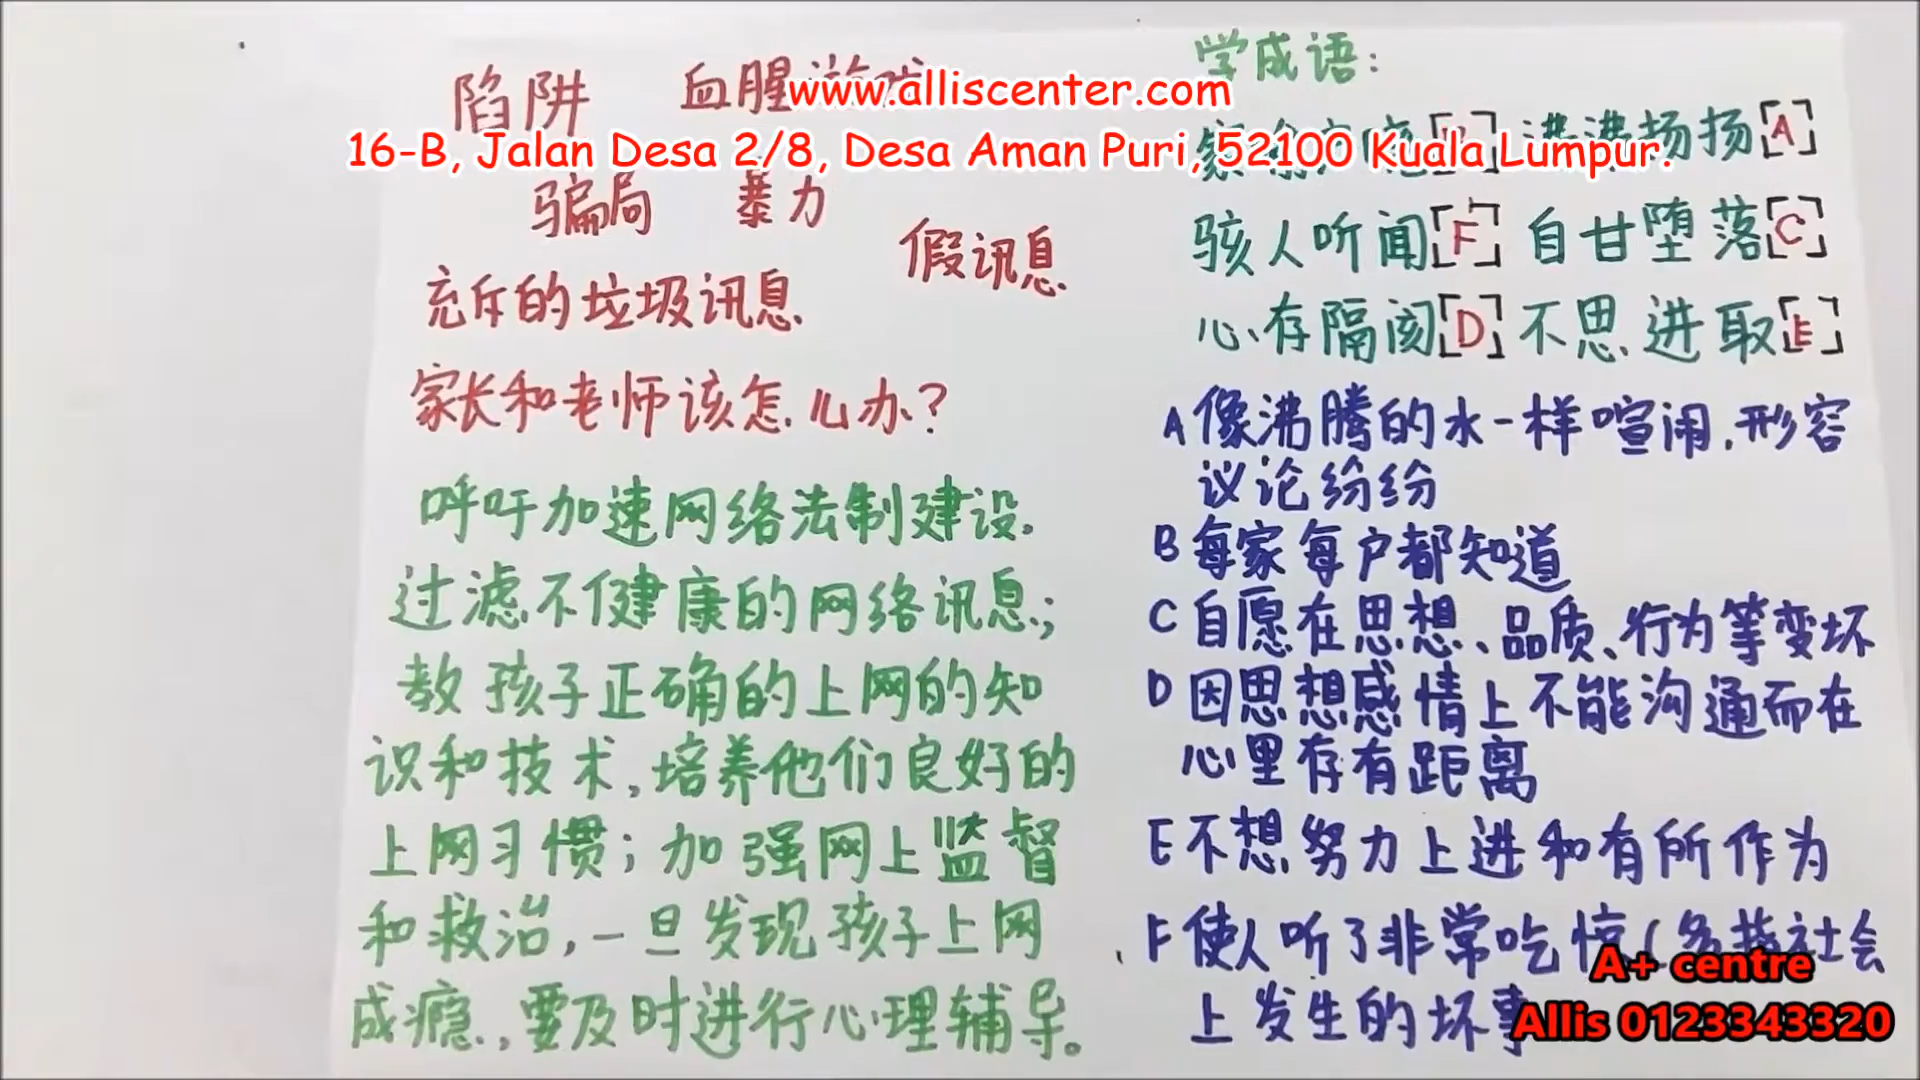 www.alliscenter.com
16-B, Jalan Desa 2/8, Desa Aman Puri, 52100 Kuala Lumpur.
陷阱 血腥游戏
骗局 暴力
假讯息
充斥的垃圾讯息
家长和老师该怎么办?
呼吁加速网络法制建设。
过滤不健康的网络讯息;
教孩子正确的上网的知
识和技术,培养他们良好的
上网习惯;加强网上监督
和救治,一旦发现孩子上网
成瘾,要及时进行心理辅导。
学成语:
沸沸扬扬[A]
骇人听闻[F] 自甘堕落[C]
心存隔阂[D] 不思进取[E]
A 像沸腾的水一样喧闹,形容
议论纷纷
B 每家每户都知道
C 自愿在思想、品质、行为等变坏
D 因思想感情上不能沟通而在
心里存有距离
E 不想努力上进和有所作为
F 使人听了非常吃惊(多指社会
上发生的坏事
A+ centre
Allis 0123343320